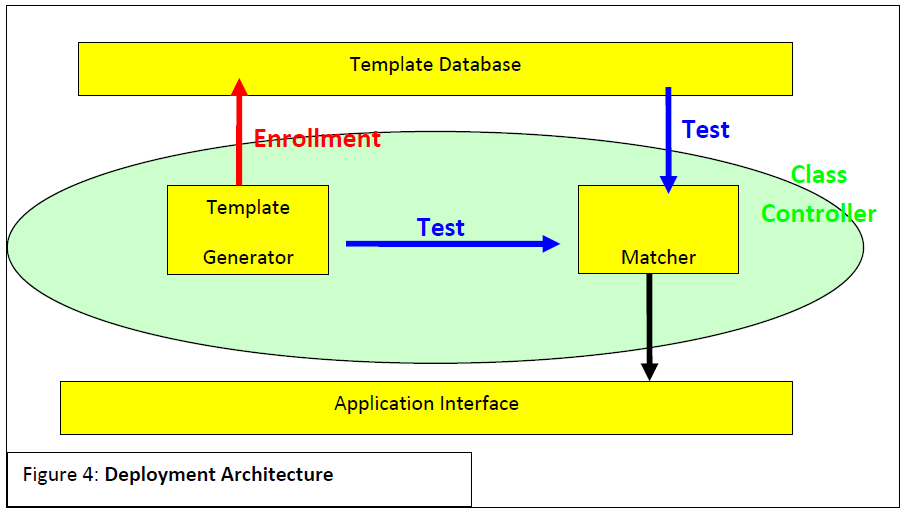 Template Database
Enrollment
Test
Class
Controller
Template
Generator
Test
Matcher
Application Interface
Figure 4: Deployment Architecture